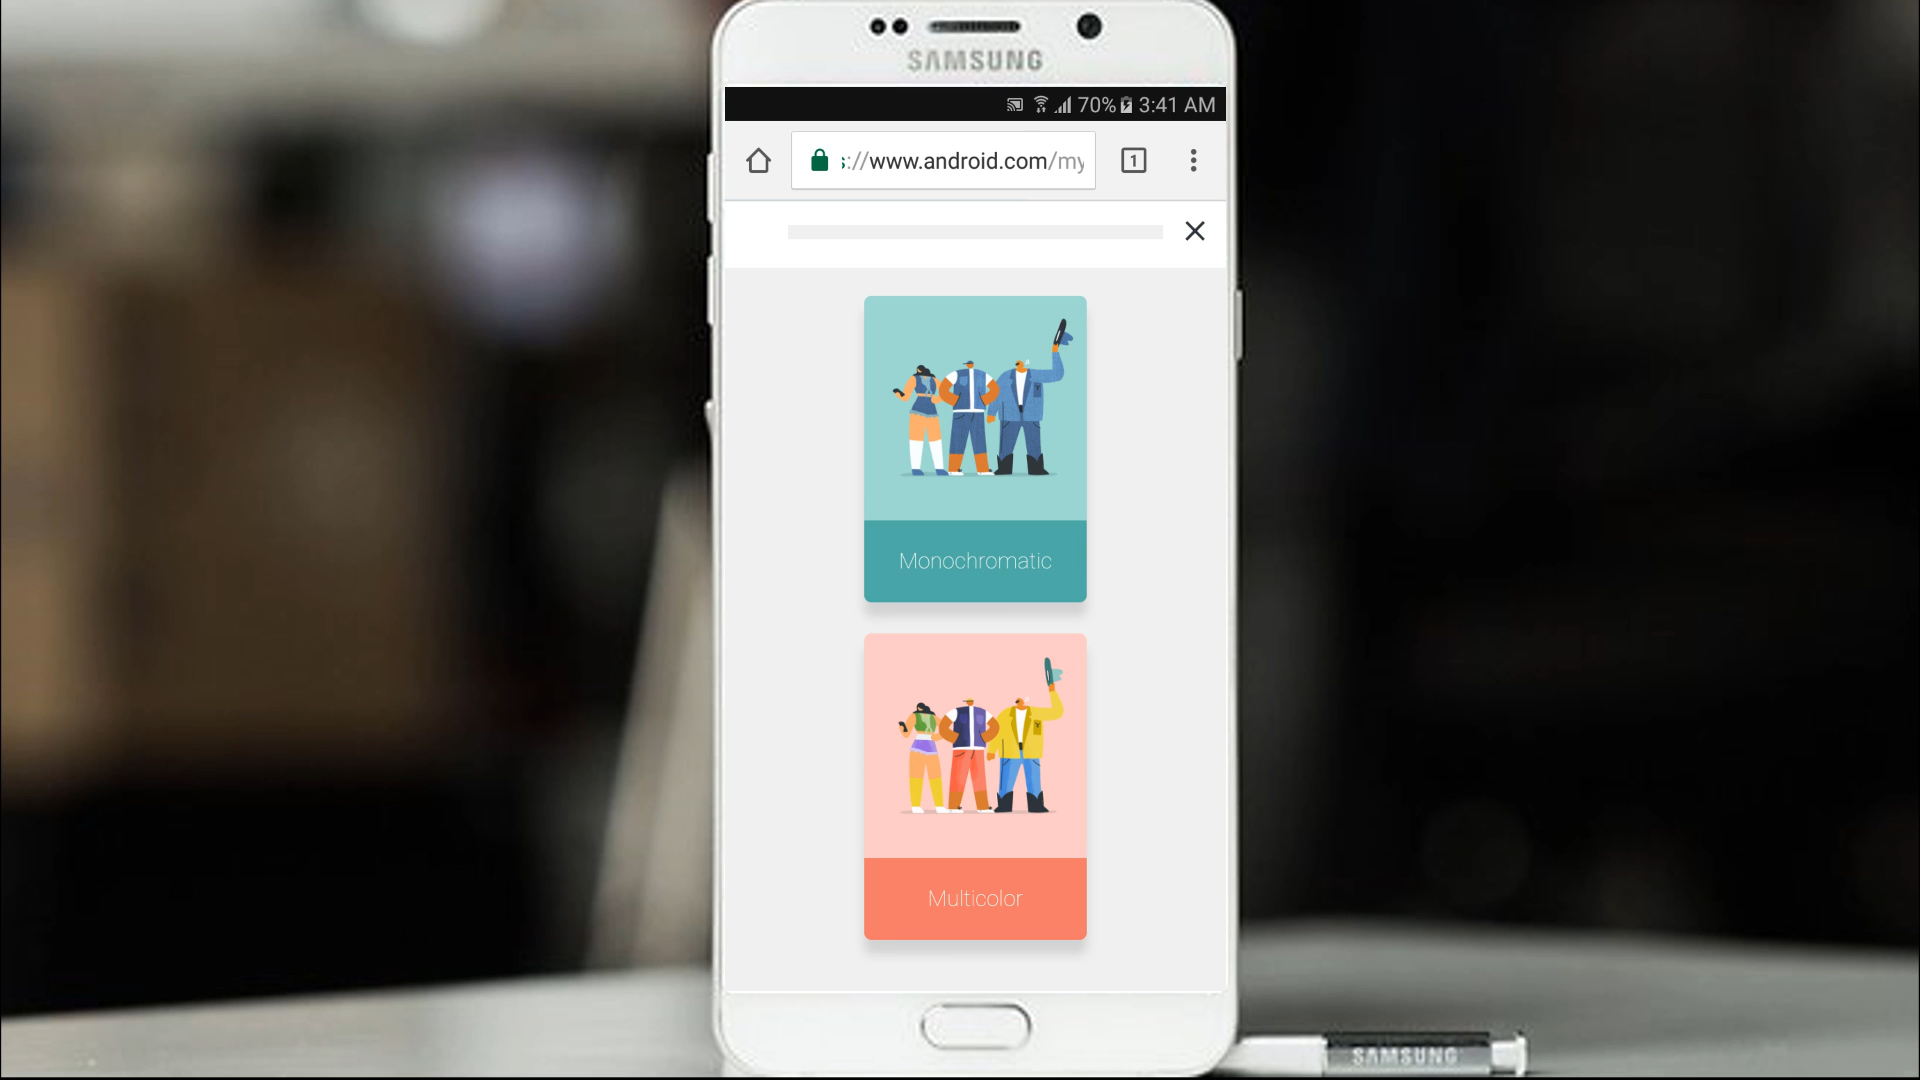 SAMSUNG
70% 3:41 AM
s://www.android.com/my
1
Monochromatic
Multicolor
SAMSUNG